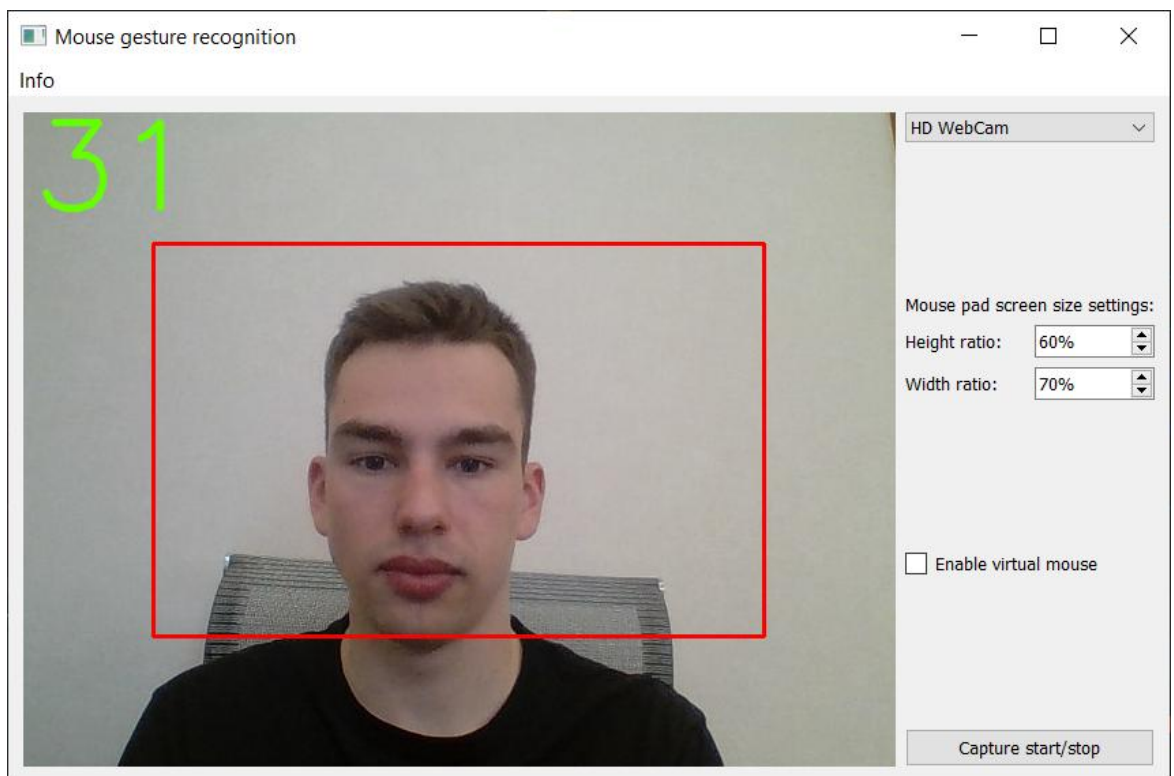 Mouse gesture recognition
Info
31
HD WebCam
Mouse pad screen size settings:
Height ratio: 60%
Width ratio: 70%
Enable virtual mouse
Capture start/stop